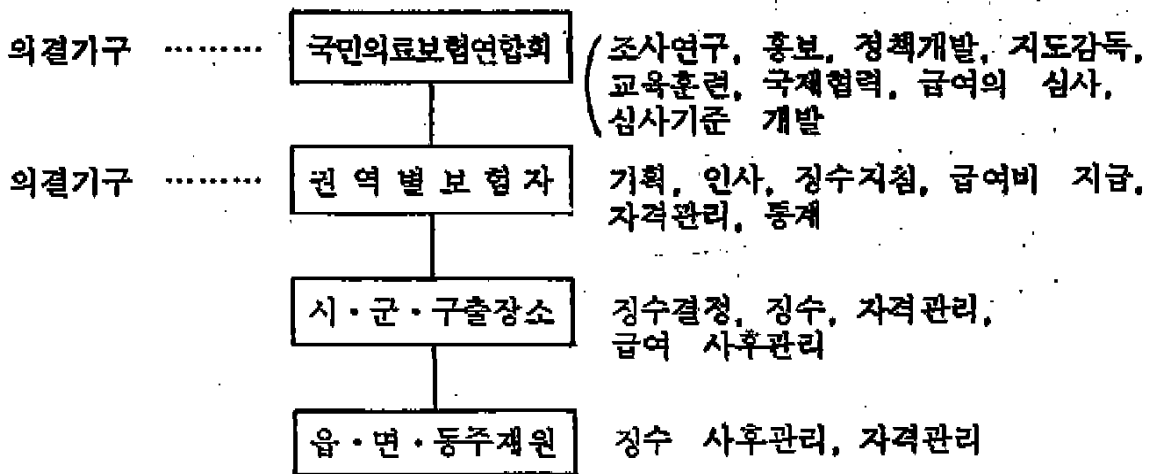 의결기구 ········· 국민의료보험연합회 (조사연구, 홍보, 정책개발, 지도감독,
교육훈련, 국제협력, 급여의 심사,
심사기준 개발
의결기구 ········· 권역별보험자 기획, 인사, 징수지침, 급여비 지급,
자격관리, 통계
시·군·구출장소 징수결정, 징수, 자격관리,
급여 사후관리
읍·면·동주재원 징수 사후관리, 자격관리